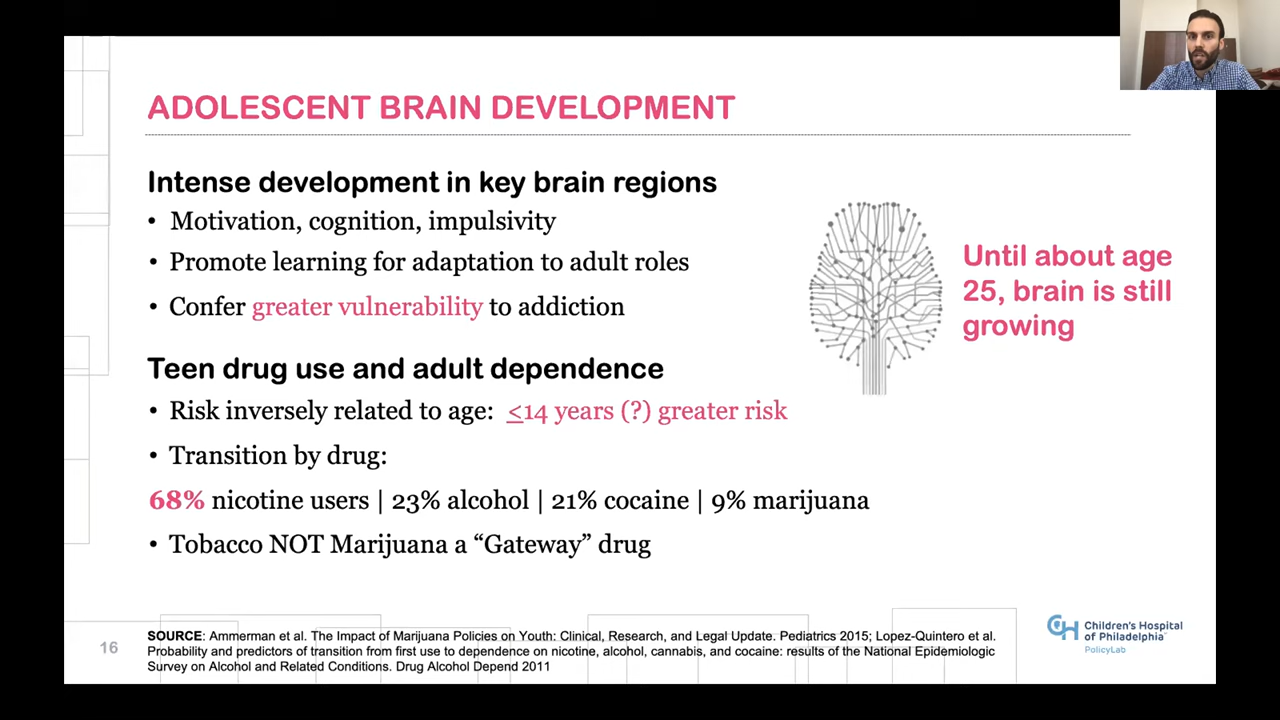 ADOLESCENT BRAIN DEVELOPMENT
Intense development in key brain regions
• Motivation, cognition, impulsivity
• Promote learning for adaptation to adult roles
• Confer greater vulnerability to addiction
Until about age
25, brain is still
growing
Teen drug use and adult dependence
• Risk inversely related to age: ≤14 years (?) greater risk
• Transition by drug:
68% nicotine users | 23% alcohol | 21% cocaine | 9% marijuana
• Tobacco NOT Marijuana a “Gateway” drug
16
SOURCE: Ammerman et al. The Impact of Marijuana Policies on Youth: Clinical, Research, and Legal Update. Pediatrics 2015; Lopez-Quintero et al.
Probability and predictors of transition from first use to dependence on nicotine, alcohol, cannabis, and cocaine: results of the National Epidemiologic
Survey on Alcohol and Related Conditions. Drug Alcohol Depend 2011
CH Children's Hospital
of Philadelphia™
PolicyLab